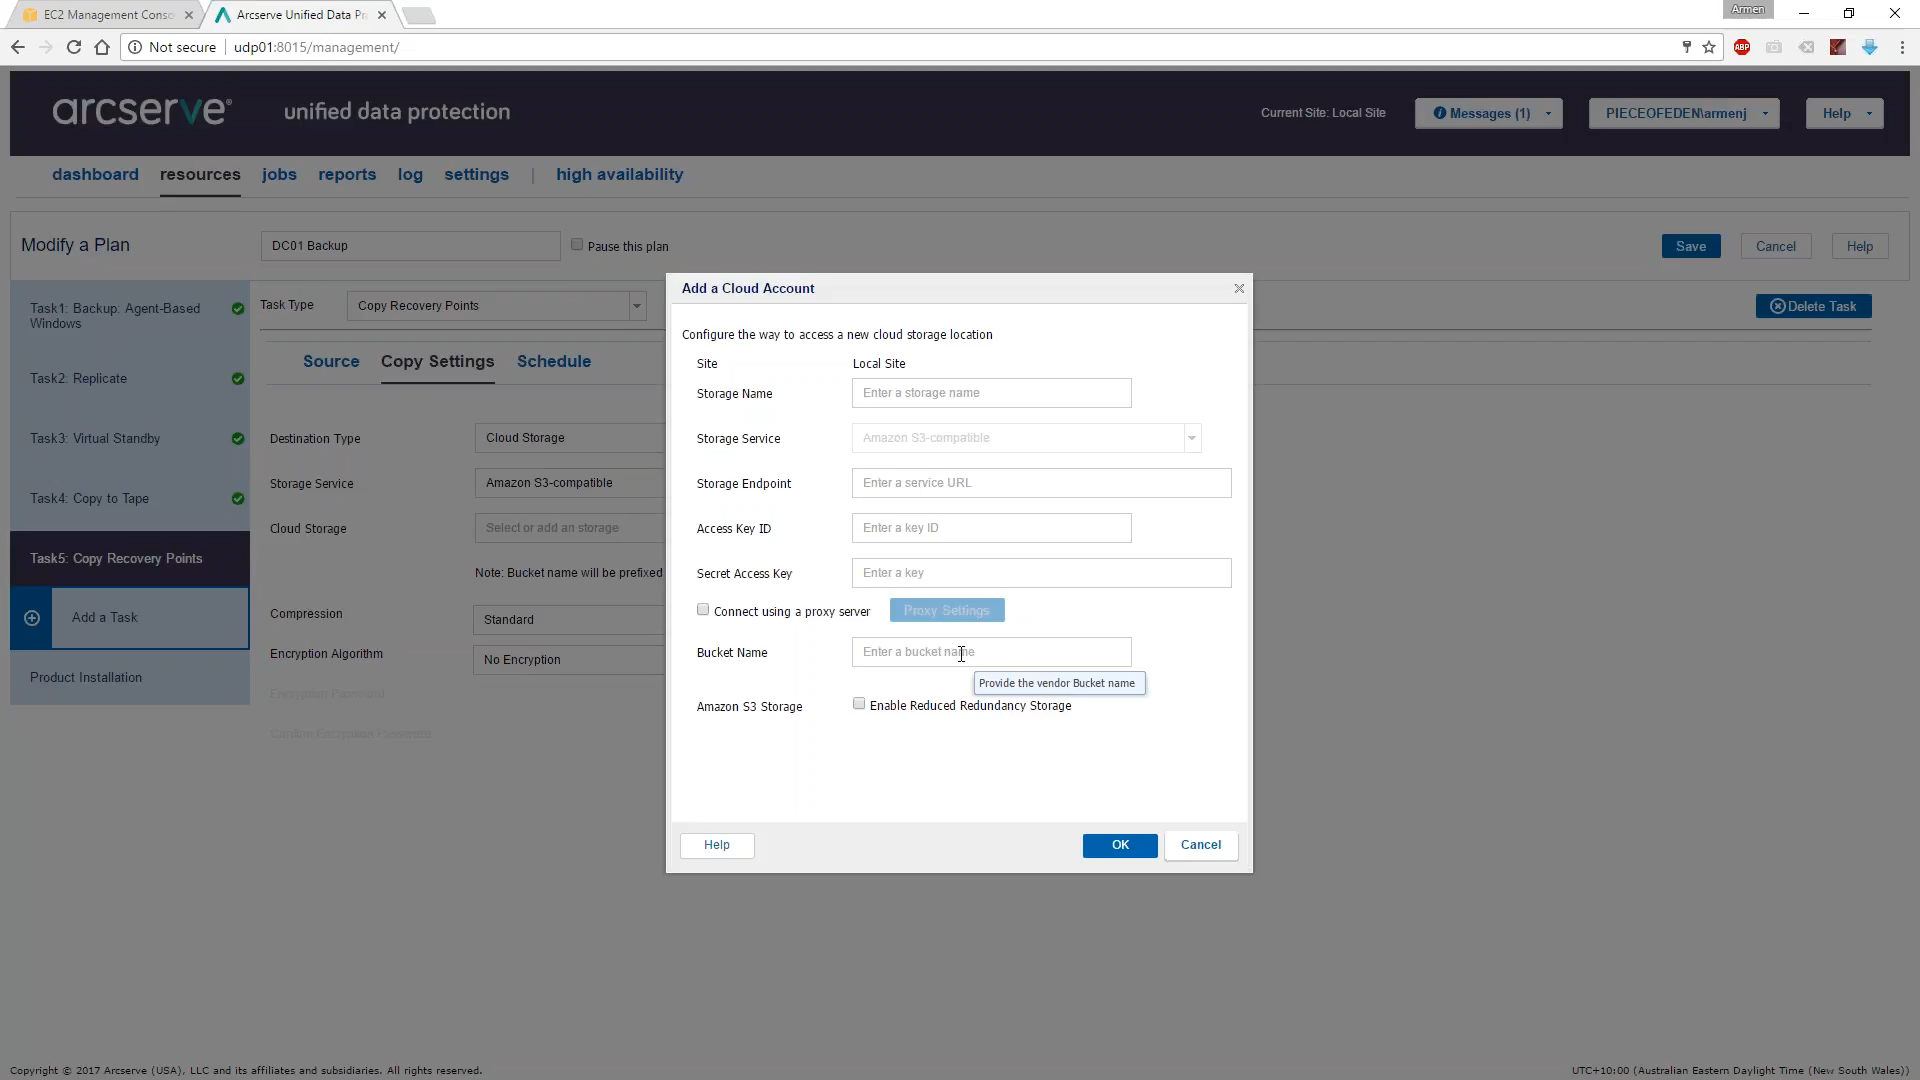 EC2 Management Conso
Arcserve Unified Data Pr
Armen
Not secure
udp01:8015/management/
ABP
arcserve®
unified data protection
Current Site: Local Site
Messages (1)
PIECEOFEDEN\armenj
Help
dashboard
resources
jobs
reports
log
settings
|
high availability
Modify a Plan
DC01 Backup
Pause this plan
Save
Cancel
Help
Task1: Backup: Agent-Based
Windows
Task2: Replicate
Task3: Virtual Standby
Task4: Copy to Tape
Task5: Copy Recovery Points
Add a Task
Product Installation
Task Type
Copy Recovery Points
Delete Task
Source
Copy Settings
Schedule
Destination Type
Cloud Storage
Storage Service
Amazon S3-compatible
Cloud Storage
Select or add an storage
Note: Bucket name will be prefixed
Compression
Standard
Encryption Algorithm
No Encryption
Encryption Password
Confirm Encryption Password
Add a Cloud Account
Configure the way to access a new cloud storage location
Site
Local Site
Storage Name
Enter a storage name
Storage Service
Amazon S3-compatible
Storage Endpoint
Enter a service URL
Access Key ID
Enter a key ID
Secret Access Key
Enter a key
Connect using a proxy server
Proxy Settings
Bucket Name
Enter a bucket name
Provide the vendor Bucket name
Amazon S3 Storage
Enable Reduced Redundancy Storage
Help
OK
Cancel
Copyright © 2017 Arcserve (USA), LLC and its affiliates and subsidiaries. All rights reserved.
UTC+10:00 (Australian Eastern Daylight Time (New South Wales))